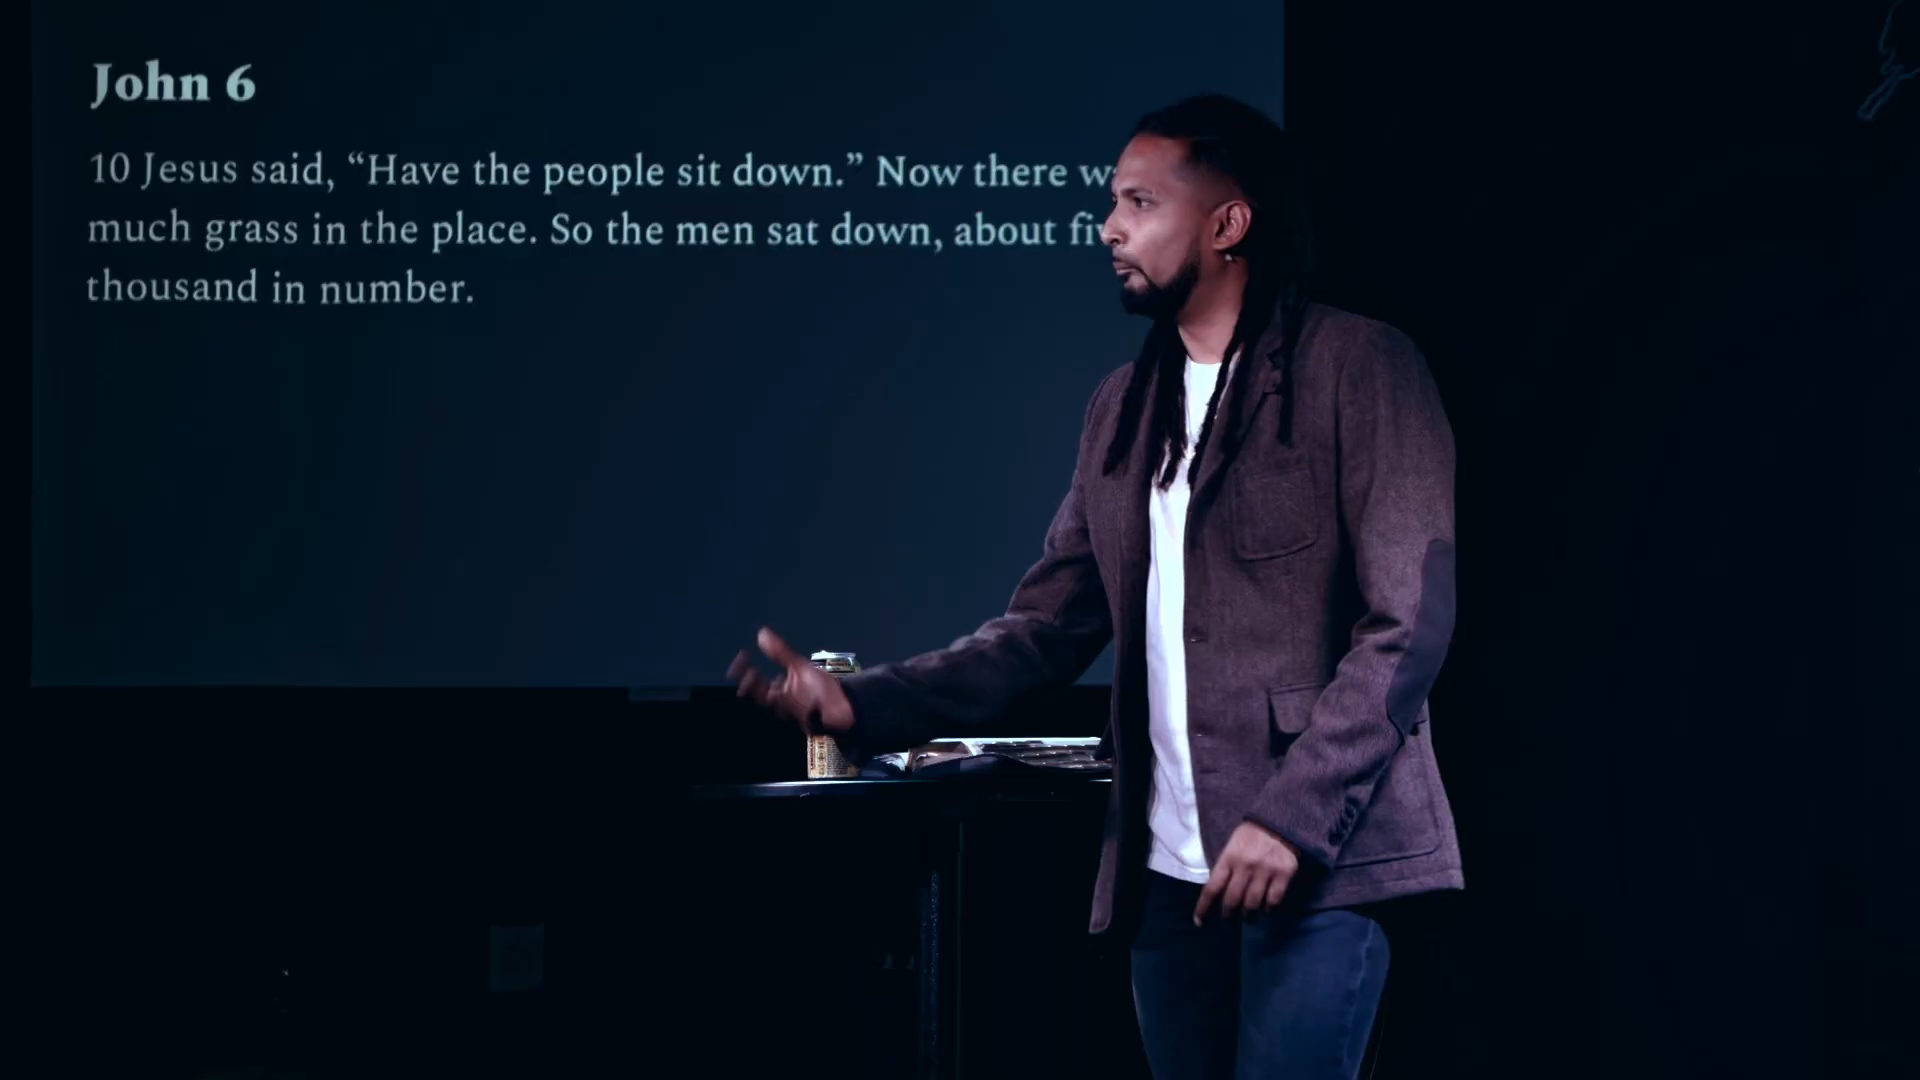 John 6
10 Jesus said, “Have the people sit down.” Now there
much grass in the place. So the men sat down, about
thousand in number.